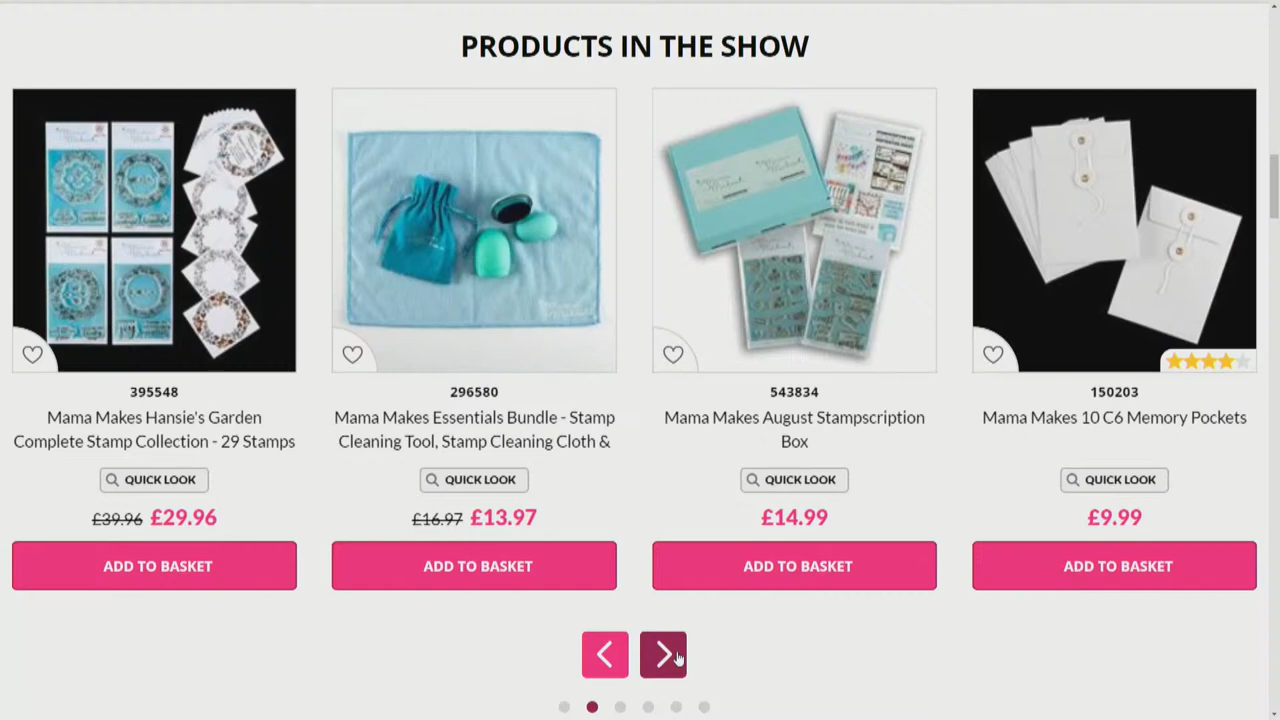 PRODUCTS IN THE SHOW
395548
Mama Makes Hansie's Garden
Complete Stamp Collection - 29 Stamps
QUICK LOOK
£39.96 £29.96
ADD TO BASKET
296580
Mama Makes Essentials Bundle - Stamp
Cleaning Tool, Stamp Cleaning Cloth &
QUICK LOOK
£16.97 £13.97
ADD TO BASKET
543834
Mama Makes August Stampscription
Box
QUICK LOOK
£14.99
ADD TO BASKET
150203
Mama Makes 10 C6 Memory Pockets
QUICK LOOK
£9.99
ADD TO BASKET